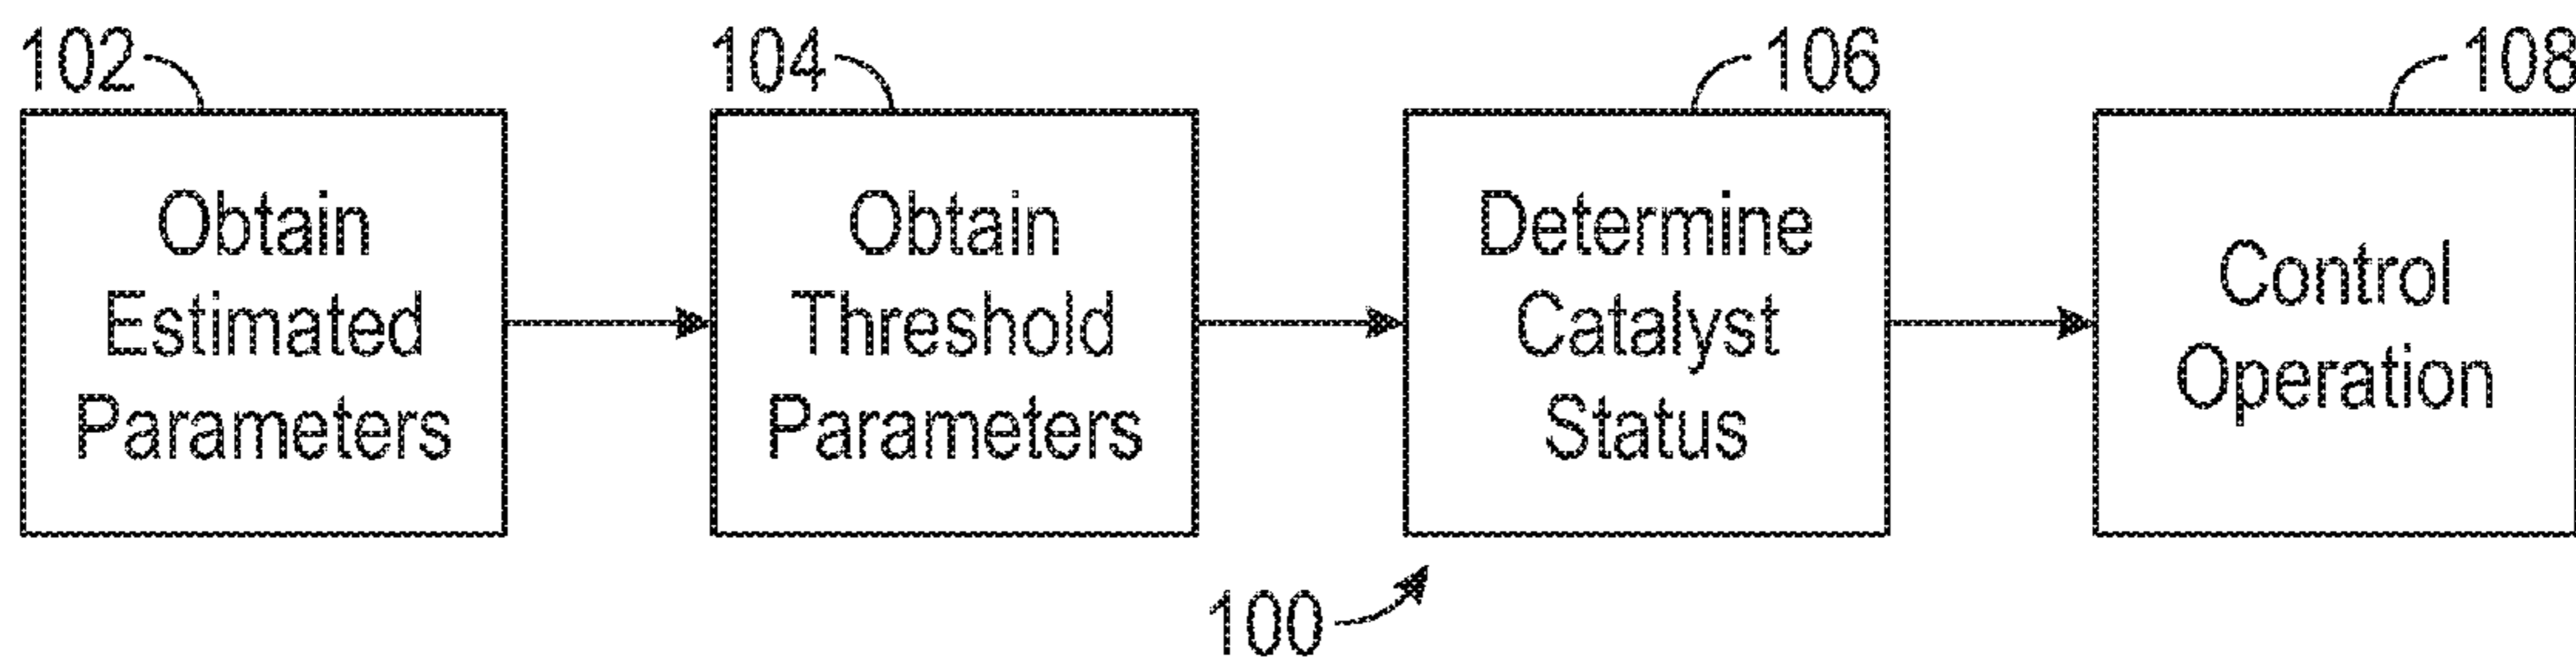 102
104
106
108
Obtain
Estimated
Parameters
Obtain
Threshold
Parameters
Determine
Catalyst
Status
Control
Operation
100